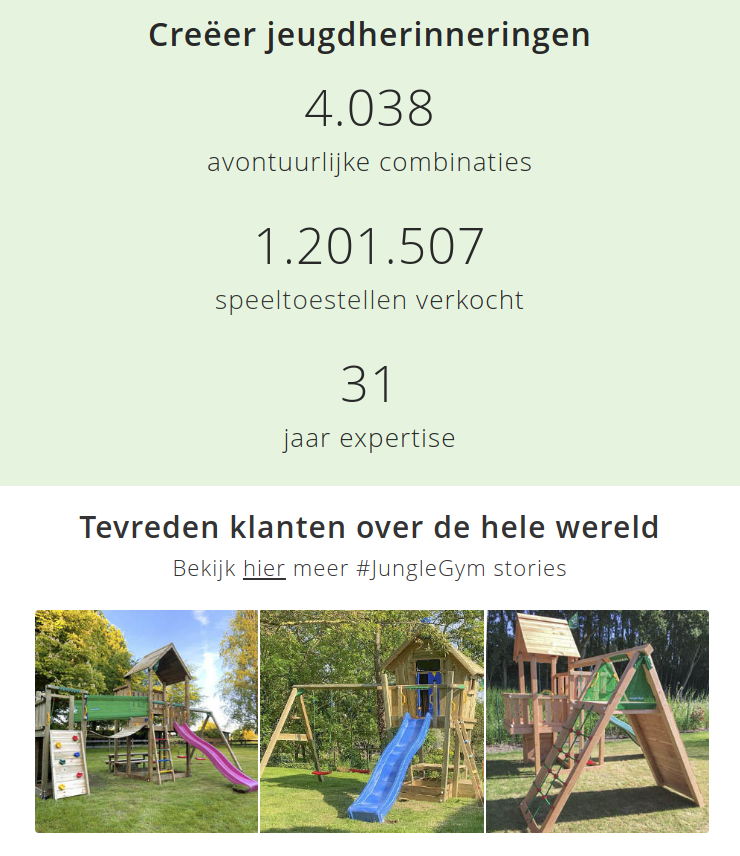 Creëer jeugdherinneringen
4.038
avontuurlijke combinaties
1.201.507
speeltoestellen verkocht
31
jaar expertise
Tevreden klanten over de hele wereld
Bekijk hier meer #JungleGym stories